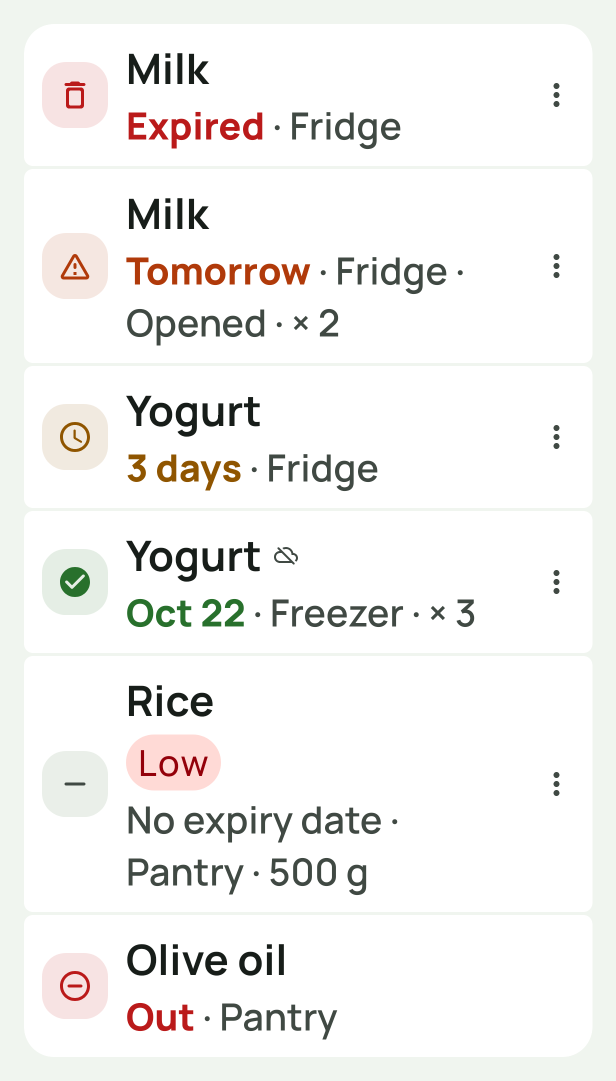 Milk
Expired · Fridge
Milk
Tomorrow · Fridge ·
Opened · × 2
Yogurt
3 days · Fridge
Yogurt
Oct 22 · Freezer · × 3
Rice
Low
No expiry date ·
Pantry · 500 g
Olive oil
Out · Pantry